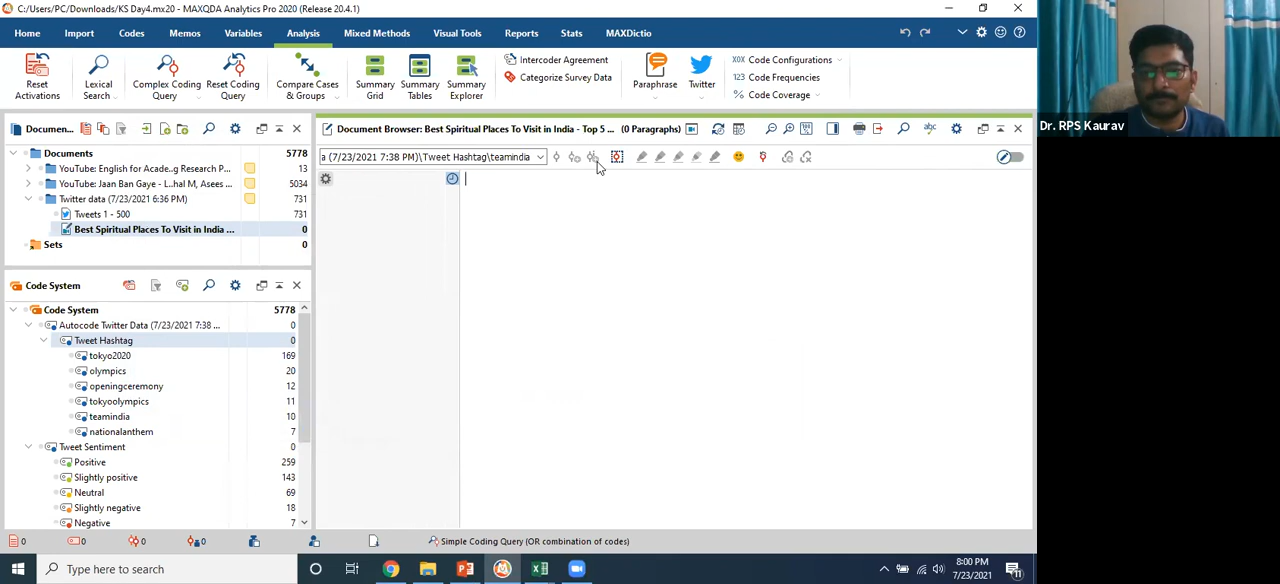 C:/Users/PC/Downloads/KS Day4.mx20 - MAXQDA Analytics Pro 2020 (Release 20.4.1)
Home Import Codes Memos Variables Analysis Mixed Methods Visual Tools Reports Stats MAXDictio
Reset Activations
Lexical Search
Complex Coding Query
Reset Coding Query
Compare Cases & Groups
Summary Grid
Summary Tables
Summary Explorer
Intercoder Agreement
Categorize Survey Data
Paraphrase
Twitter
Code Configurations
123 Code Frequencies
Code Coverage
Documen...
Documents 5778
YouTube: English for Acade...g Research P... 13
YouTube: Jaan Ban Gaye - L...hal M, Asees ... 5034
Twitter data (7/23/2021 6:36 PM) 731
Tweets 1 - 500 731
Best Spiritual Places To Visit in India ... 0
Sets 0
Code System
Code System 5778
Autocode Twitter Data (7/23/2021 7:38 ... 0
Tweet Hashtag 0
tokyo2020 169
olympics 20
openingceremony 12
tokyoolympics 11
teamindia 10
nationalanthem 7
Tweet Sentiment 0
Positive 259
Slightly positive 143
Neutral 69
Slightly negative 18
Negative 7
Document Browser: Best Spiritual Places To Visit in India - Top 5 ... (0 Paragraphs)
a (7/23/2021 7:38 PM)\Tweet Hashtag\teamindia
0 0 0 0
Simple Coding Query (OR combination of codes)
Type here to search
8:00 PM
7/23/2021
11
Dr. RPS Kaurav